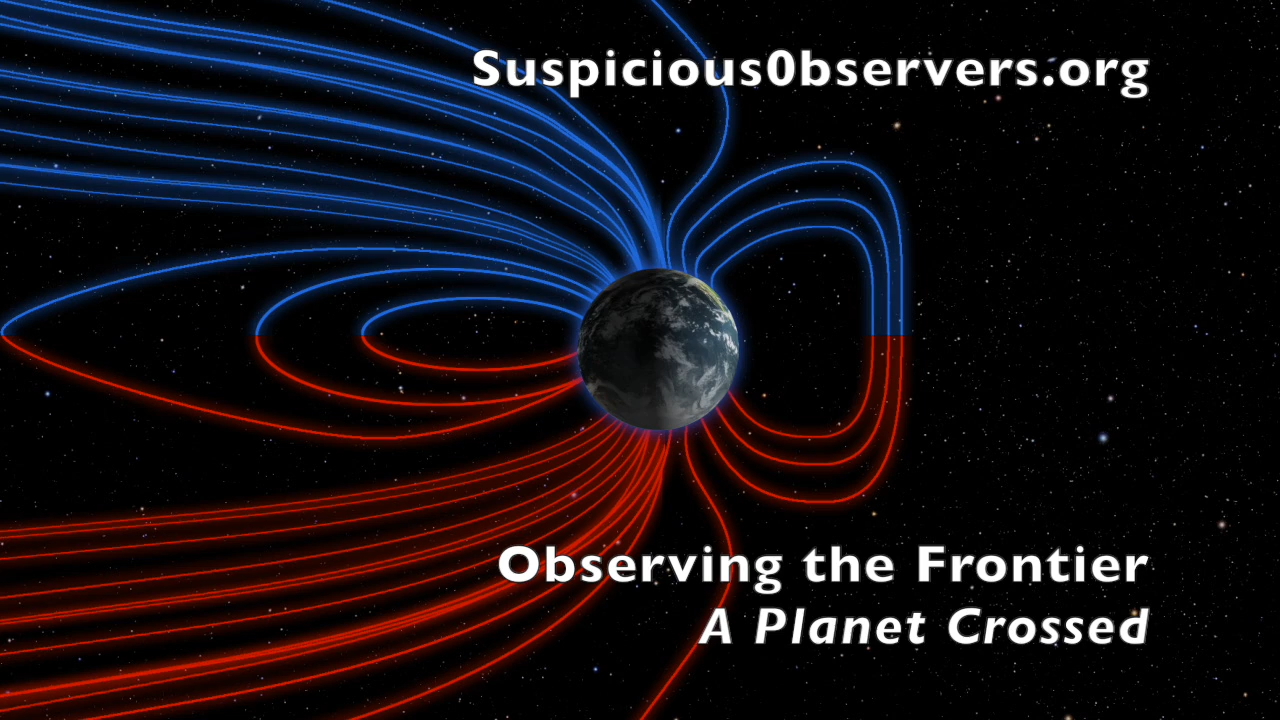 Suspicious0bservers.org
Observing the Frontier
A Planet Crossed